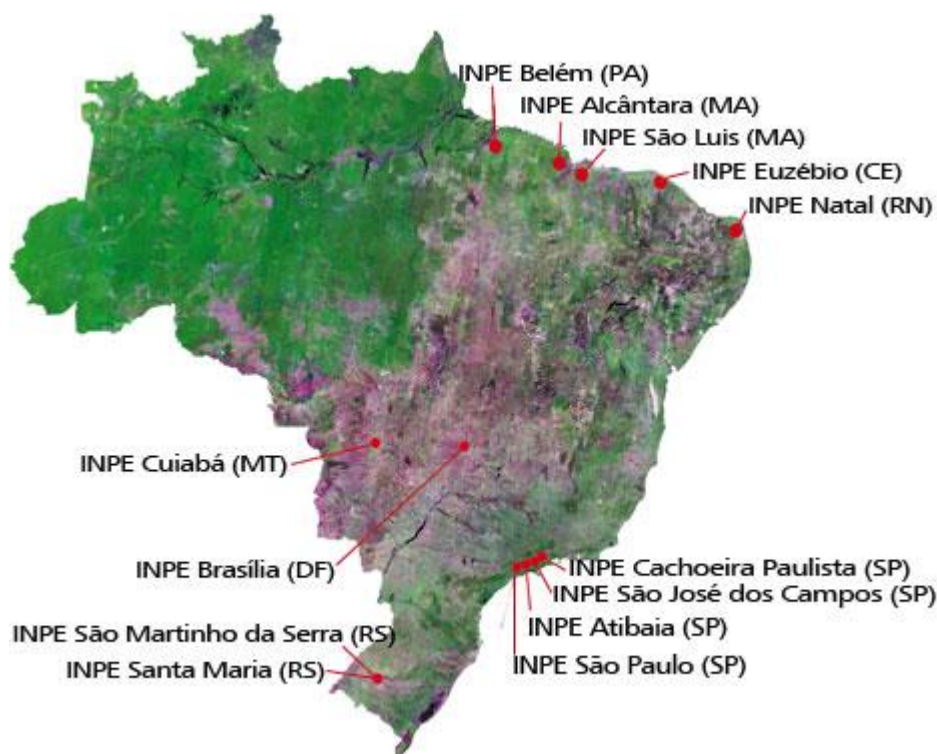 INPE Belém (PA)
INPE Alcântara (MA)
INPE São Luis (MA)
INPE Euzébio (CE)
INPE Natal (RN)
INPE Cuiabá (MT)
INPE Brasília (DF)
INPE Cachoeira Paulista (SP)
INPE São José dos Campos (SP)
INPE Atibaia (SP)
INPE São Paulo (SP)
INPE São Martinho da Serra (RS)
INPE Santa Maria (RS)